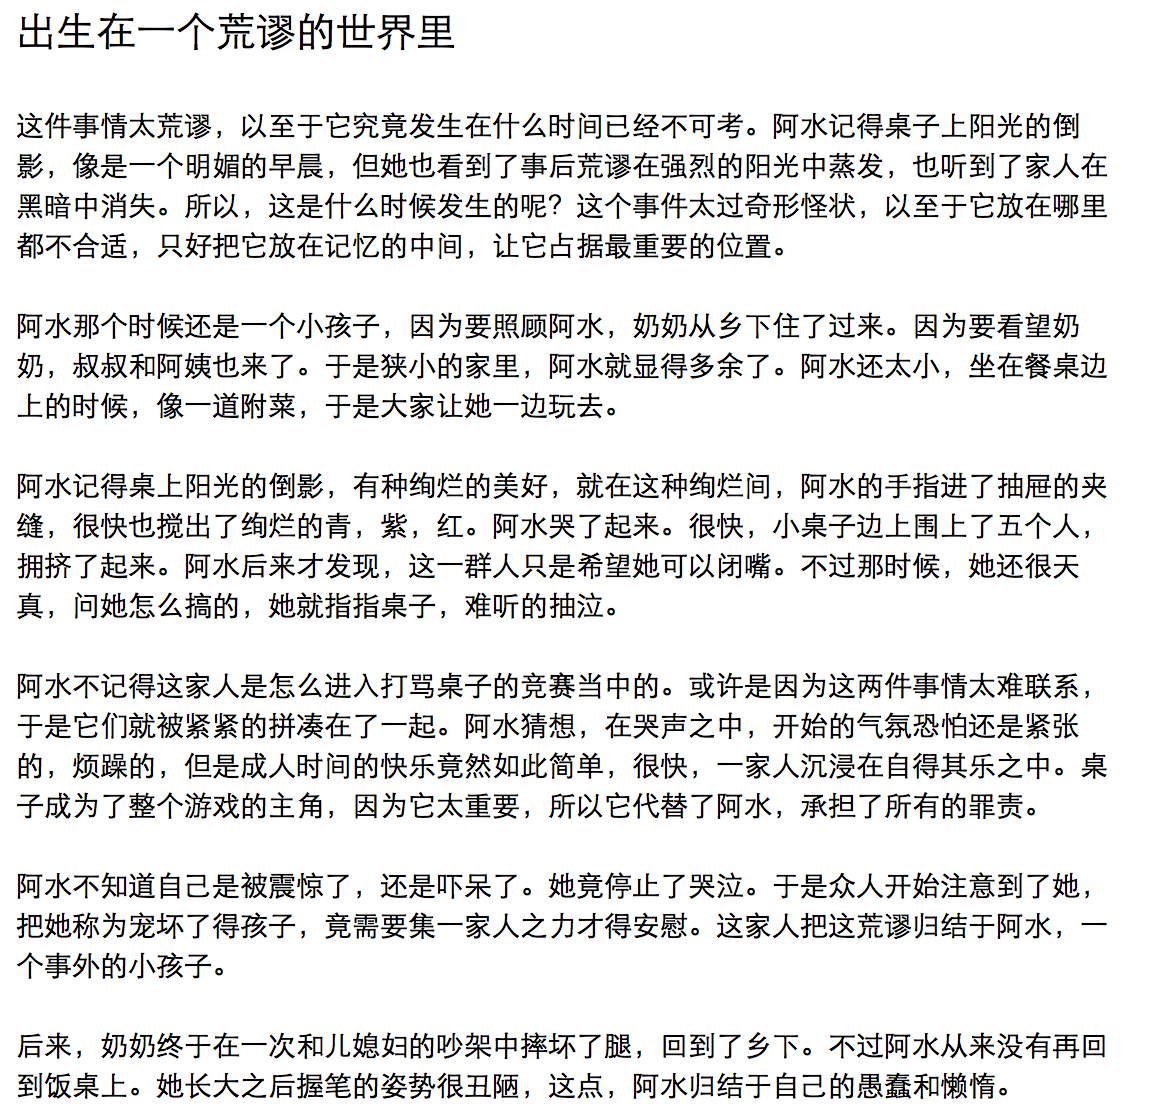 出生在一个荒谬的世界里
这件事情太荒谬，以至于它究竟发生在什么时间已经不可考。阿水记得桌子上阳光的倒
影，像是一个明媚的早晨，但她也看到了事后荒谬在强烈的阳光中蒸发，也听到了家人在
黑暗中消失。所以，这是什么时候发生的呢？这个事件太过奇形怪状，以至于它放在哪里
都不合适，只好把它放在记忆的中间，让它占据最重要的位置。
阿水那个时候还是一个小孩子，因为要照顾阿水，奶奶从乡下住了过来。因为要看望奶
奶，叔叔和阿姨也来了。于是狭小的家里，阿水就显得多余了。阿水还太小，坐在餐桌边
上的时候，像一道附菜，于是大家让她一边玩去。
阿水记得桌上阳光的倒影，有种绚烂的美好，就在这种绚烂间，阿水的手指进了抽屉的夹
缝，很快也搅出了绚烂的青，紫，红。阿水哭了起来。很快，小桌子边上围上了五个人，
拥挤了起来。阿水后来才发现，这一群人只是希望她可以闭嘴。不过那时候，她还很天
真，问她怎么搞的，她就指指桌子，难听的抽泣。
阿水不记得这家人是怎么进入打骂桌子的竞赛当中的。或许是因为这两件事情太难联系，
于是它们就被紧紧的拼凑在了一起。阿水猜想，在哭声之中，开始的气氛恐怕还是紧张
的，烦躁的，但是成人时间的快乐竟然如此简单，很快，一家人沉浸在自得其乐之中。桌
子成为了整个游戏的主角，因为它太重要，所以它代替了阿水，承担了所有的罪责。
阿水不知道自己是被震惊了，还是吓呆了。她竟停止了哭泣。于是众人开始注意到了她，
把她称为宠坏了得孩子，竟需要集一家人之力才得安慰。这家人把这荒谬归结于阿水，一
个事外的小孩子。
后来，奶奶终于在一次和儿媳妇的吵架中摔坏了腿，回到了乡下。不过阿水从来没有再回
到饭桌上。她长大之后握笔的姿势很丑陋，这点，阿水归结于自己的愚蠢和懒惰。